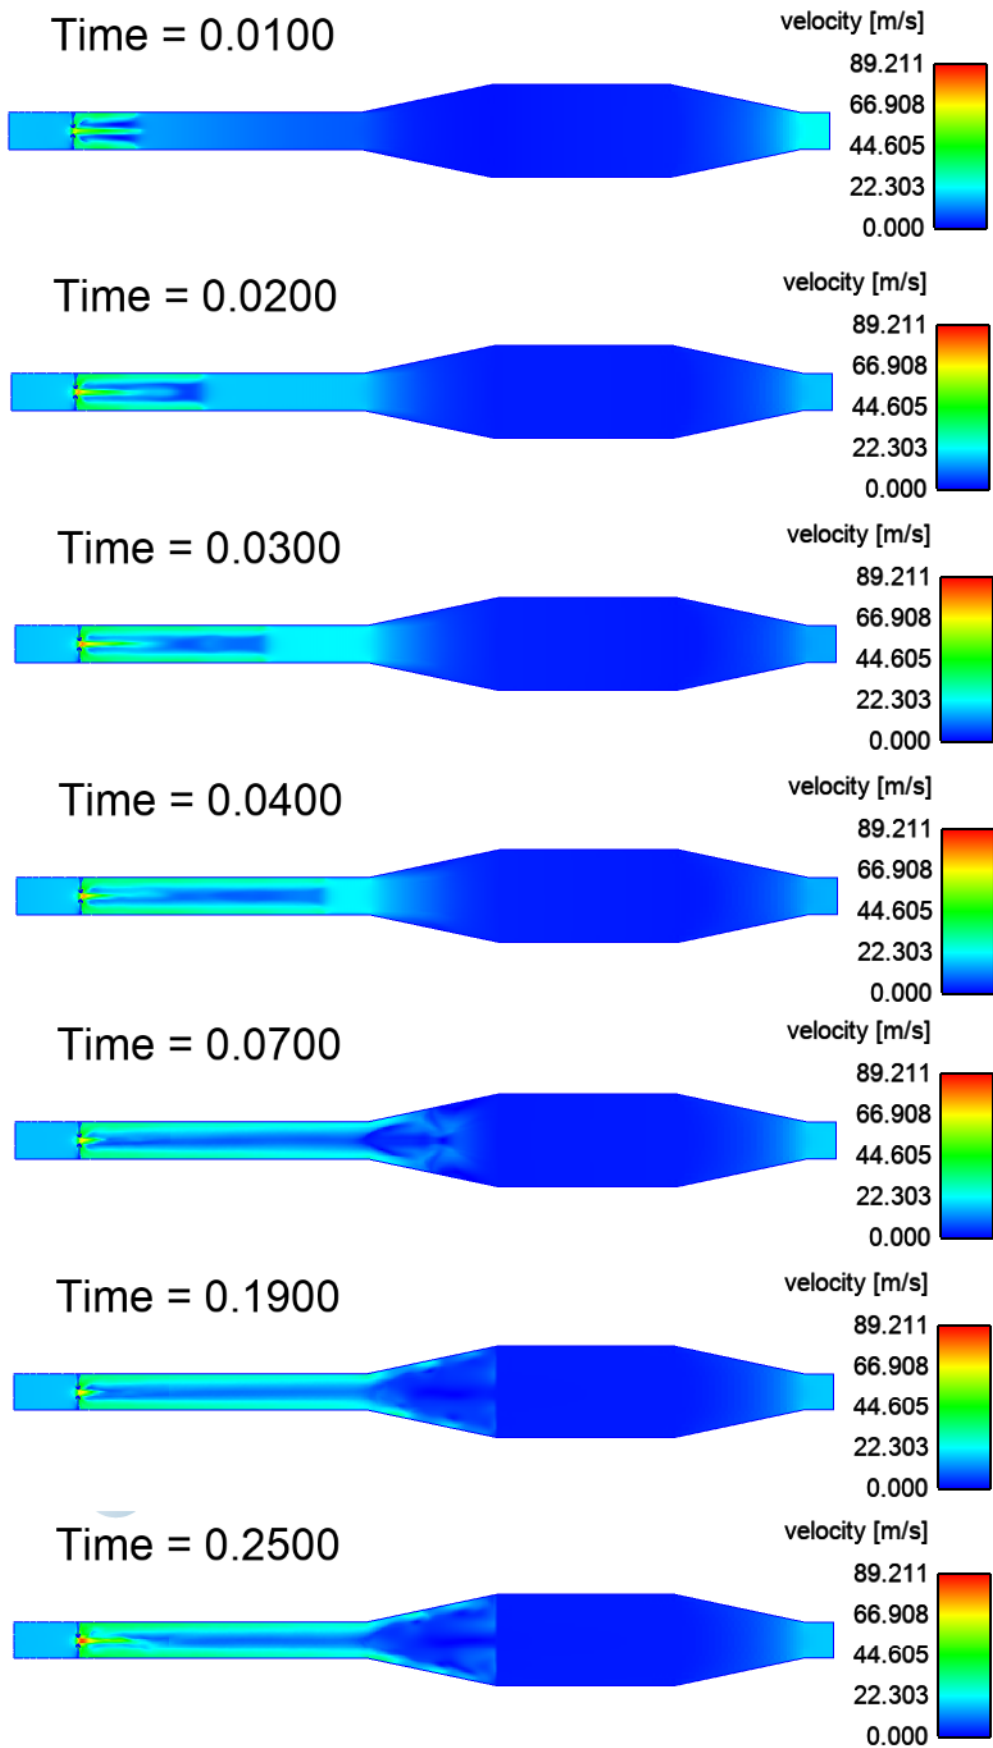 Time = 0.0100
velocity [m/s]
89.211
66.908
44.605
22.303
0.000
Time = 0.0200
velocity [m/s]
89.211
66.908
44.605
22.303
0.000
Time = 0.0300
velocity [m/s]
89.211
66.908
44.605
22.303
0.000
Time = 0.0400
velocity [m/s]
89.211
66.908
44.605
22.303
0.000
Time = 0.0700
velocity [m/s]
89.211
66.908
44.605
22.303
0.000
Time = 0.1900
velocity [m/s]
89.211
66.908
44.605
22.303
0.000
Time = 0.2500
velocity [m/s]
89.211
66.908
44.605
22.303
0.000